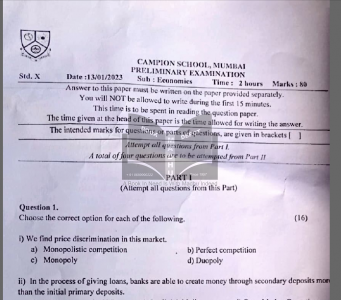 CAMPION SCHOOL, MUMBAI
PRELIMINARY EXAMINATION
Std. X Date :13/01/2023 Sub : Economics Time : 2 hours Marks : 80
Answer to this paper must be written on the paper provided separately.
You will NOT be allowed to write during the first 15 minutes.
This time is to be spent in reading the question paper.
The time given at the head of this paper is the time allowed for writing the answer.
The intended marks for questions or parts of questions, are given in brackets [ ]
Attempt all questions from Part I.
A total of four questions are to be attempted from Part II
PART I
(Attempt all questions from this Part)
Question 1.
Choose the correct option for each of the following. (16)
i) We find price discrimination in this market.
a) Monopolistic competition b) Perfect competition
c) Monopoly d) Duopoly
ii) In the process of giving loans, banks are able to create money through secondary deposits more
than the initial primary deposits.